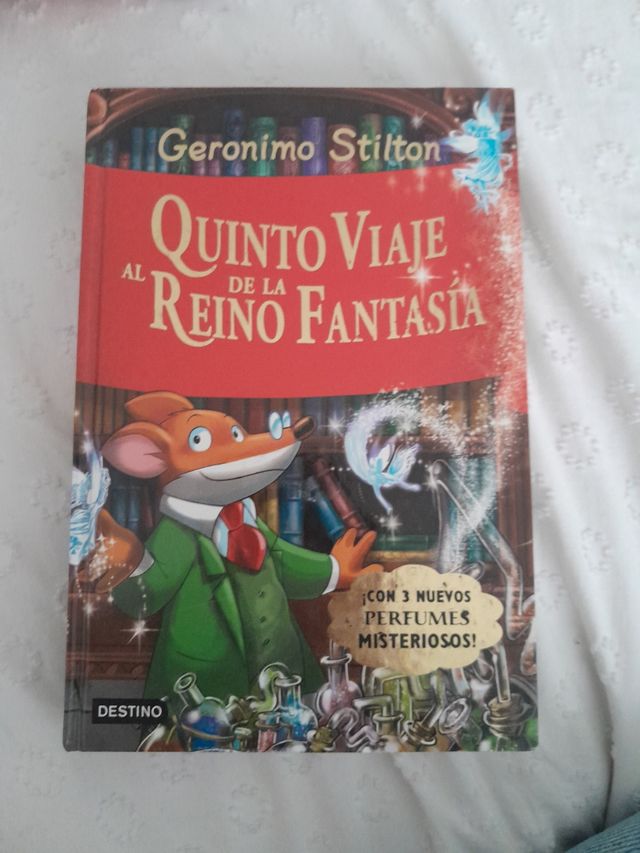 Geronimo Stilton
QUINTO VIAJE
AL REINO DE LA FANTASÍA
¡CON 3 NUEVOS
PERFUMES
MISTERIOSOS!
DESTINO